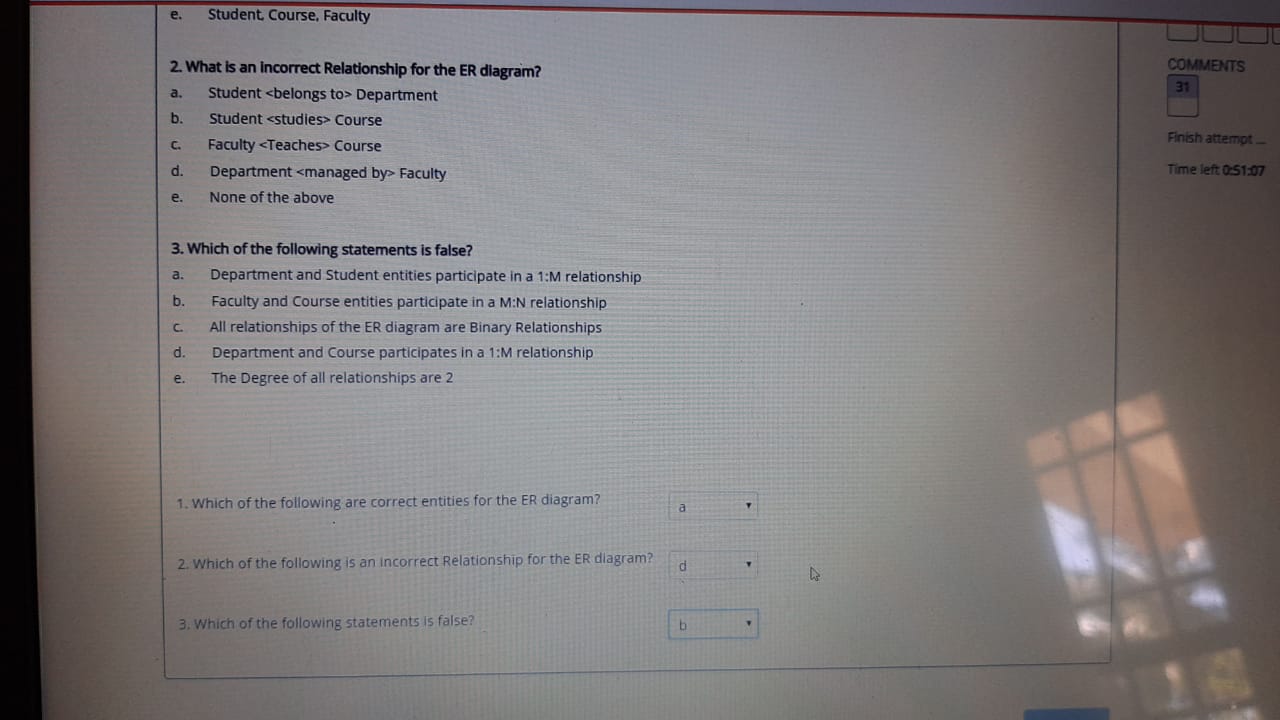 e. Student, Course, Faculty
2. What is an incorrect Relationship for the ER diagram?
a. Student <belongs to> Department
b. Student <studies> Course
c. Faculty <Teaches> Course
d. Department <managed by> Faculty
e. None of the above
3. Which of the following statements is false?
a. Department and Student entities participate in a 1:M relationship
b. Faculty and Course entities participate in a M:N relationship
c. All relationships of the ER diagram are Binary Relationships
d. Department and Course participates in a 1:M relationship
e. The Degree of all relationships are 2
1. Which of the following are correct entities for the ER diagram? a
2. Which of the following is an incorrect Relationship for the ER diagram? d
3. Which of the following statements is false? b
COMMENTS
31
Finish attempt ...
Time left 0:51:07